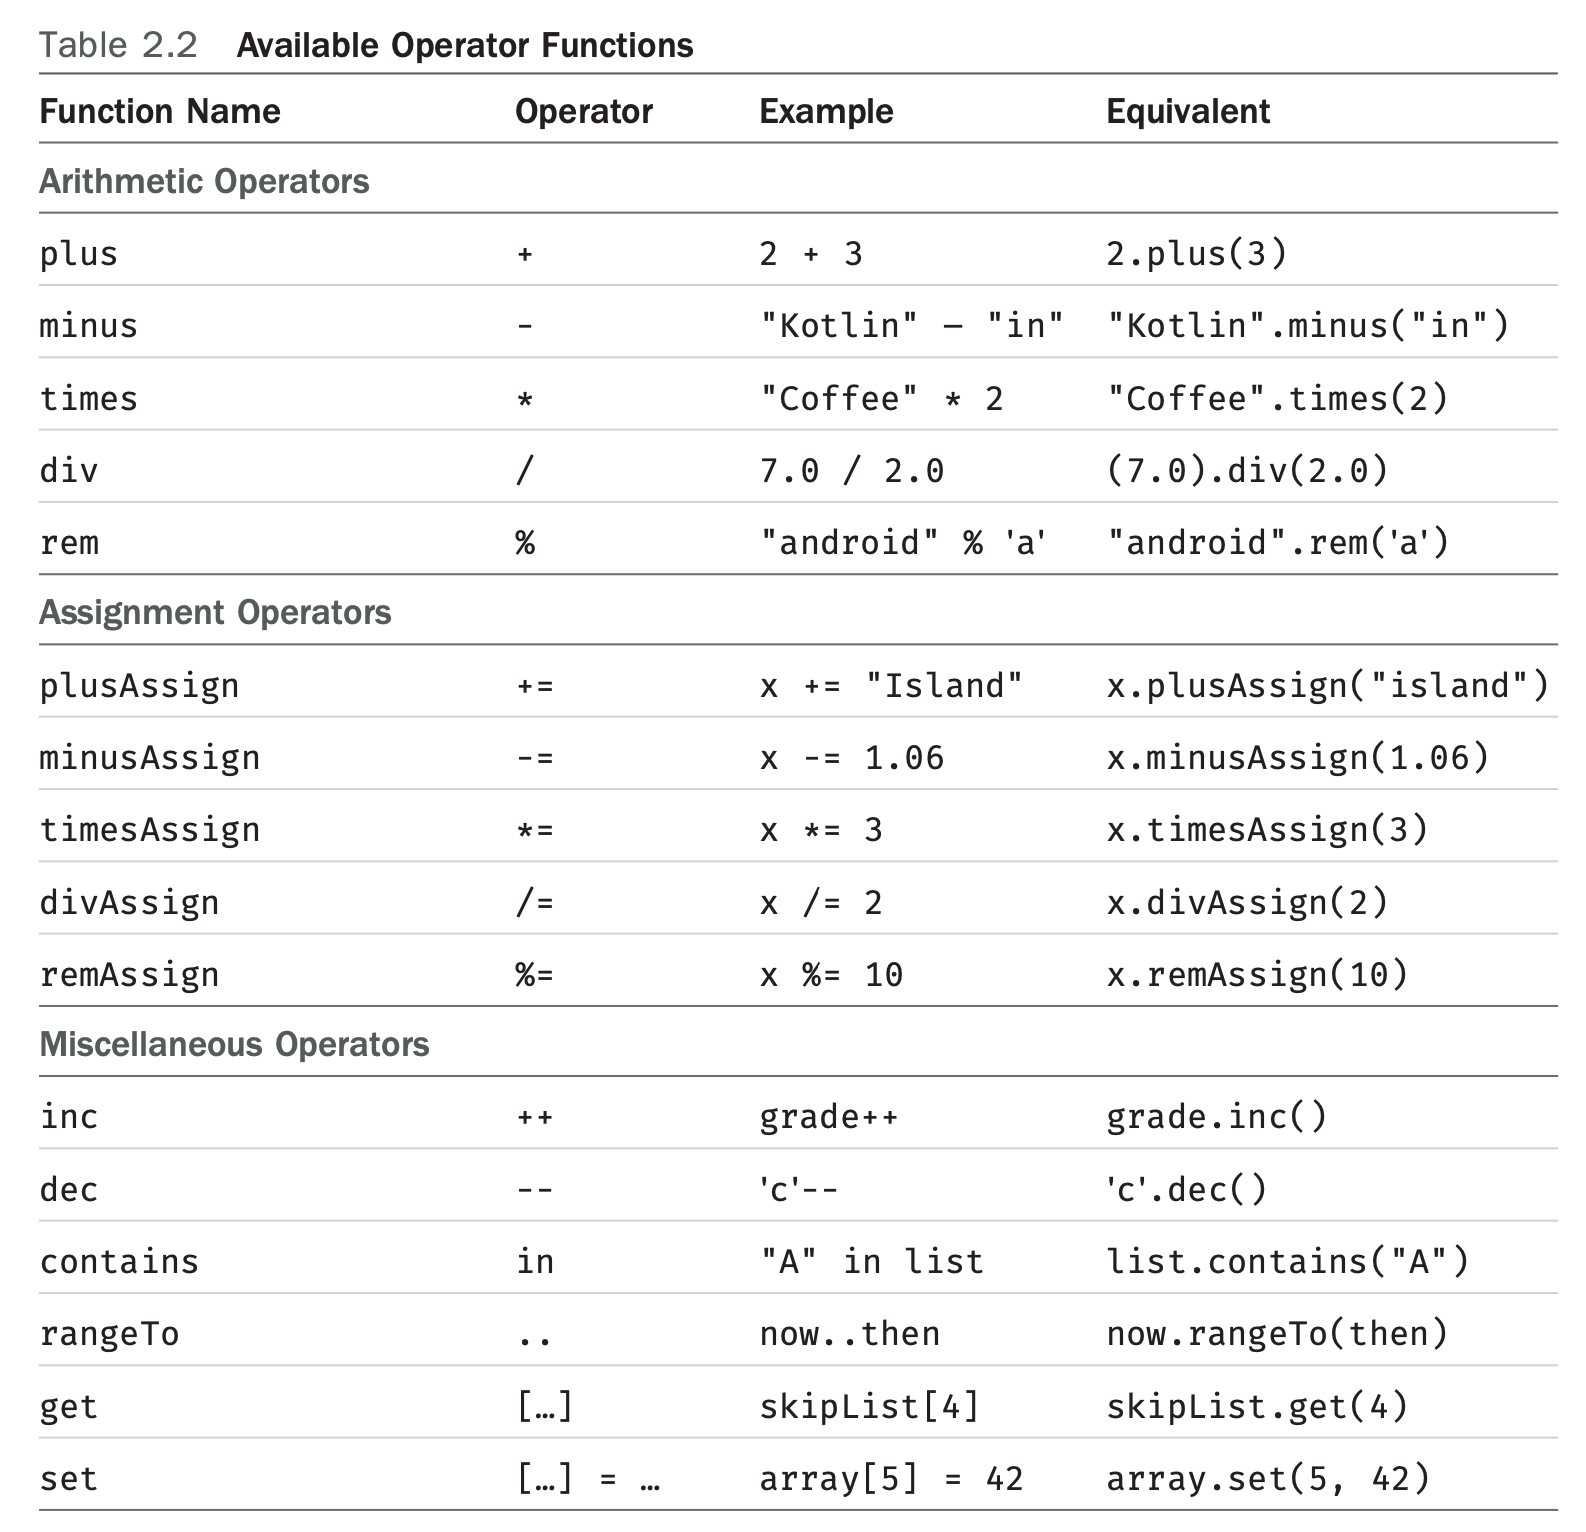 Table 2.2 Available Operator Functions
Function Name Operator Example Equivalent
Arithmetic Operators
plus + 2 + 3 2.plus(3)
minus - "Kotlin" – "in" "Kotlin".minus("in")
times * "Coffee" * 2 "Coffee".times(2)
div / 7.0 / 2.0 (7.0).div(2.0)
rem % "android" % 'a' "android".rem('a')
Assignment Operators
plusAssign += x += "Island" x.plusAssign("island")
minusAssign -= x -= 1.06 x.minusAssign(1.06)
timesAssign *= x *= 3 x.timesAssign(3)
divAssign /= x /= 2 x.divAssign(2)
remAssign %= x %= 10 x.remAssign(10)
Miscellaneous Operators
inc ++ grade++ grade.inc()
dec -- 'c'-- 'c'.dec()
contains in "A" in list list.contains("A")
rangeTo .. now..then now.rangeTo(then)
get […] skipList[4] skipList.get(4)
set […] = … array[5] = 42 array.set(5, 42)